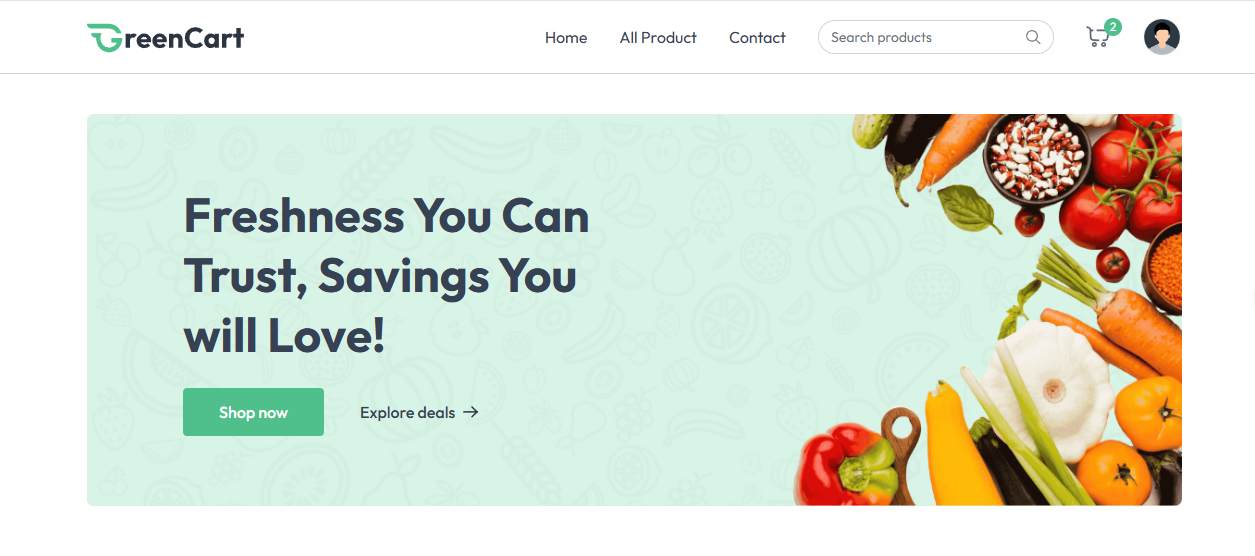 GreenCart
Home
All Product
Contact
Search products
2
Freshness You Can
Trust, Savings You
will Love!
Shop now
Explore deals